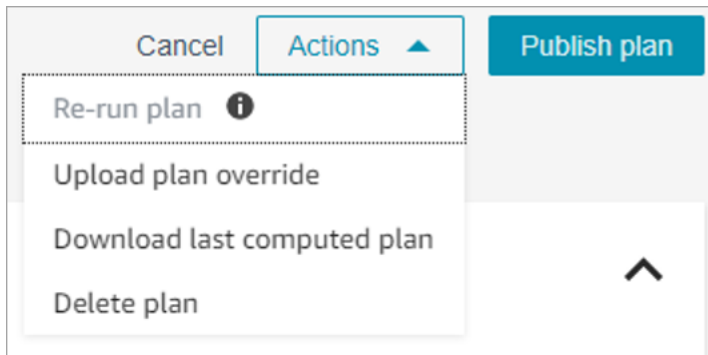 Cancel Actions Publish plan
Re-run plan
Upload plan override
Download last computed plan
Delete plan